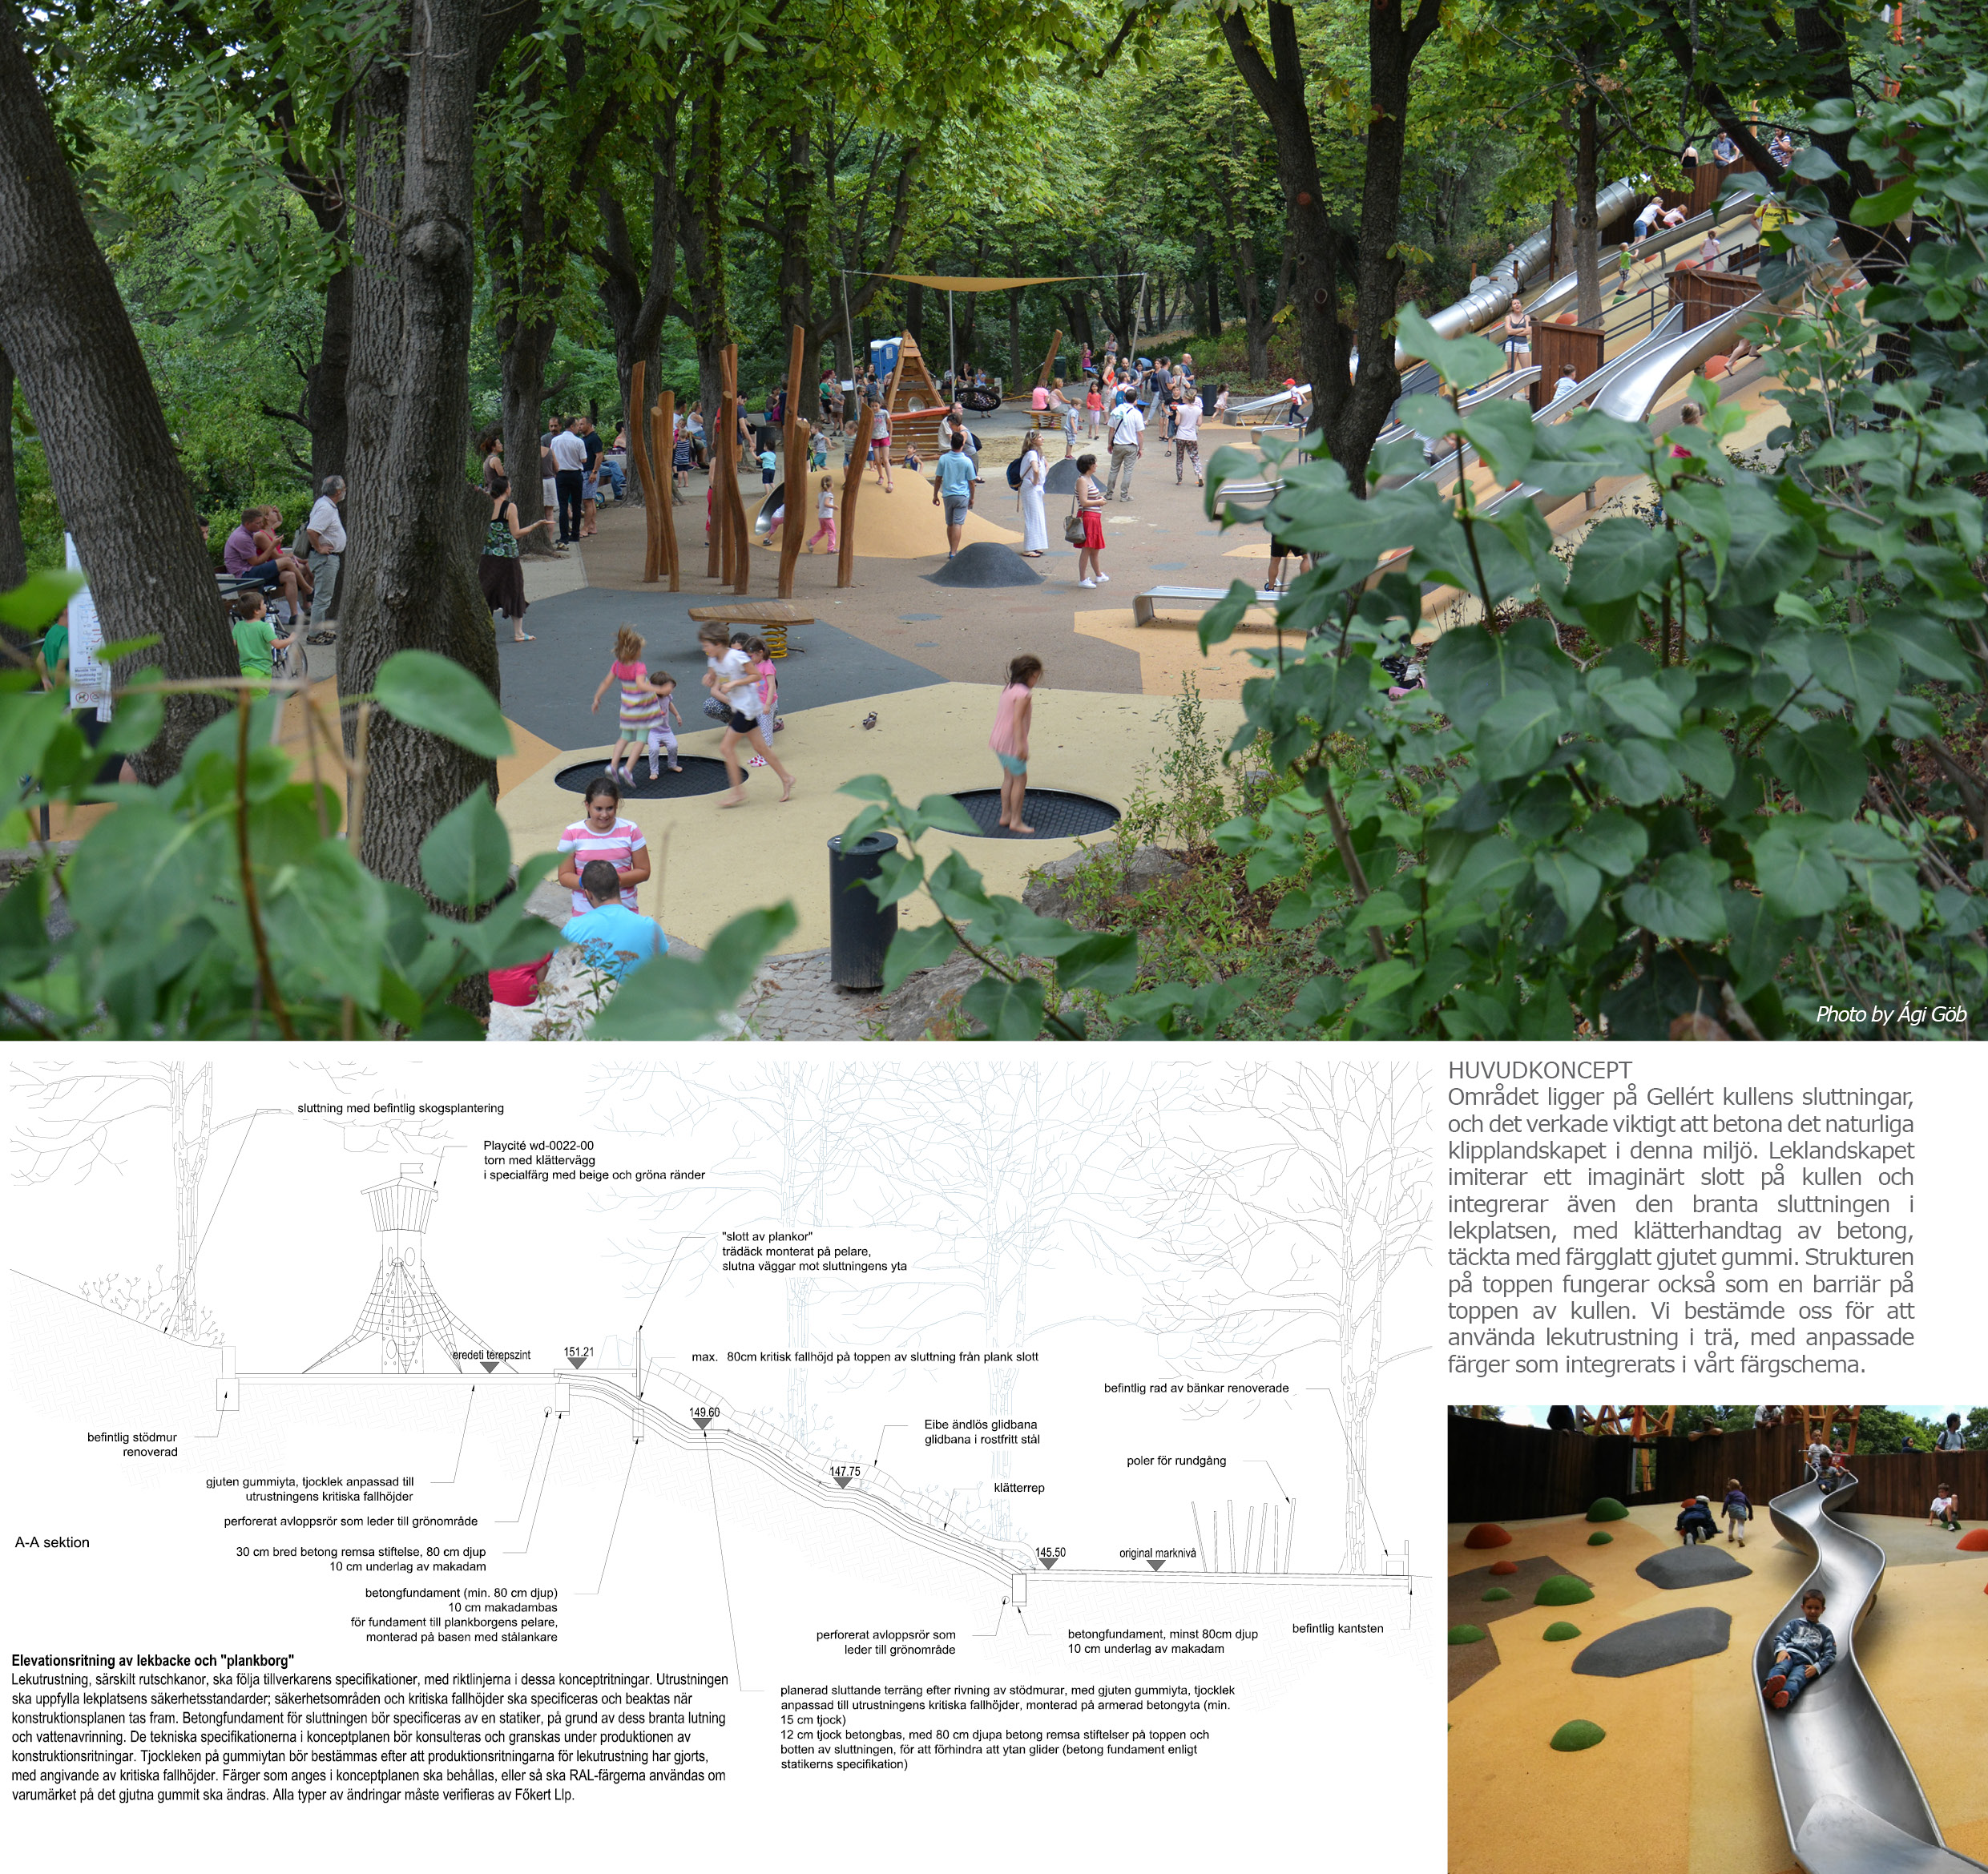 Photo by Ági Göb
HUVUDKONCEPT
Området ligger på Gellért kullens sluttningar,
och det verkade viktigt att betona det naturliga
klipplandskapet i denna miljö. Leklandskapet
imiterar ett imaginärt slott på kullen och
integrerar även den branta sluttningen i
lekplatsen, med klätterhandtag av betong,
täckta med färgglatt gjutet gummi. Strukturen
på toppen fungerar också som en barriär på
toppen av kullen. Vi bestämde oss för att
använda lekutrustning i trä, med anpassade
färger som integrerats i vårt färgschema.
sluttning med befintlig skogsplantering
Playcité wd-0022-00
torn med klättervägg
i specialfärg med beige och gröna ränder
"slott av plankor"
trädäck monterat på pelare,
slutna väggar mot sluttningens yta
eredeti terepszint
151.21
max. 80cm kritisk fallhöjd på toppen av sluttning från plank slott
befintlig rad av bänkar renoverade
149.60
Eibe ändlös glidbana
glidbana i rostfritt stål
befintlig stödmur
renoverad
147.75
poler för rundgång
gjuten gummiyta, tjocklek anpassad till
utrustningens kritiska fallhöjder
klätterrep
perforerat avloppsrör som leder till grönområde
A-A sektion
30 cm bred betong remsa stiftelse, 80 cm djup
10 cm underlag av makadam
145.50
original marknivå
betongfundament (min. 80 cm djup)
10 cm makadambas
för fundament till plankborgens pelare,
monterad på basen med stålankare
perforerat avloppsrör som
leder till grönområde
betongfundament, minst 80cm djup
10 cm underlag av makadam
befintlig kantsten
Elevationsritning av lekbacke och "plankborg"
Lekutrustning, särskilt rutschkanor, ska följa tillverkarens specifikationer, med riktlinjerna i dessa konceptritningar. Utrustningen
ska uppfylla lekplatsens säkerhetsstandarder; säkerhetsområden och kritiska fallhöjder ska specificeras och beaktas när
konstruktionsplanen tas fram. Betongfundament för sluttningen bör specificeras av en statiker, på grund av dess branta lutning
och vattenavrinning. De tekniska specifikationerna i konceptplanen bör konsulteras och granskas under produktionen av
konstruktionsritningar. Tjockleken på gummiytan bör bestämmas efter att produktionsritningarna för lekutrustning har gjorts,
med angivande av kritiska fallhöjder. Färger som anges i konceptplanen ska behållas, eller så ska RAL-färgerna användas om
varumärket på det gjutna gummit ska ändras. Alla typer av ändringar måste verifieras av Főkert Llp.
planerad sluttande terräng efter rivning av stödmurar, med gjuten gummiyta, tjocklek
anpassad till utrustningens kritiska fallhöjder, monterad på armerad betongyta (min.
15 cm tjock)
12 cm tjock betongbas, med 80 cm djupa betong remsa stiftelser på toppen och
botten av sluttningen, för att förhindra att ytan glider (betong fundament enligt
statikerns specifikation)